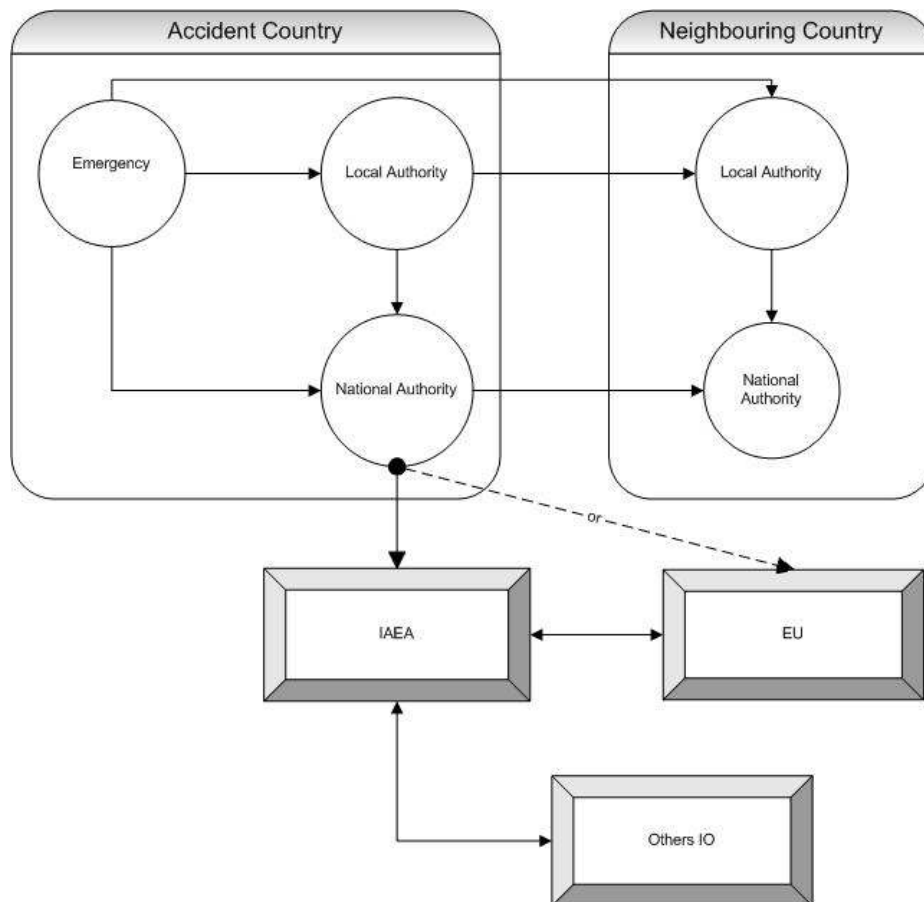 Accident Country
Neighbouring Country
Emergency
Local Authority
Local Authority
National Authority
National
Authority
or
IAEA
EU
Others IO